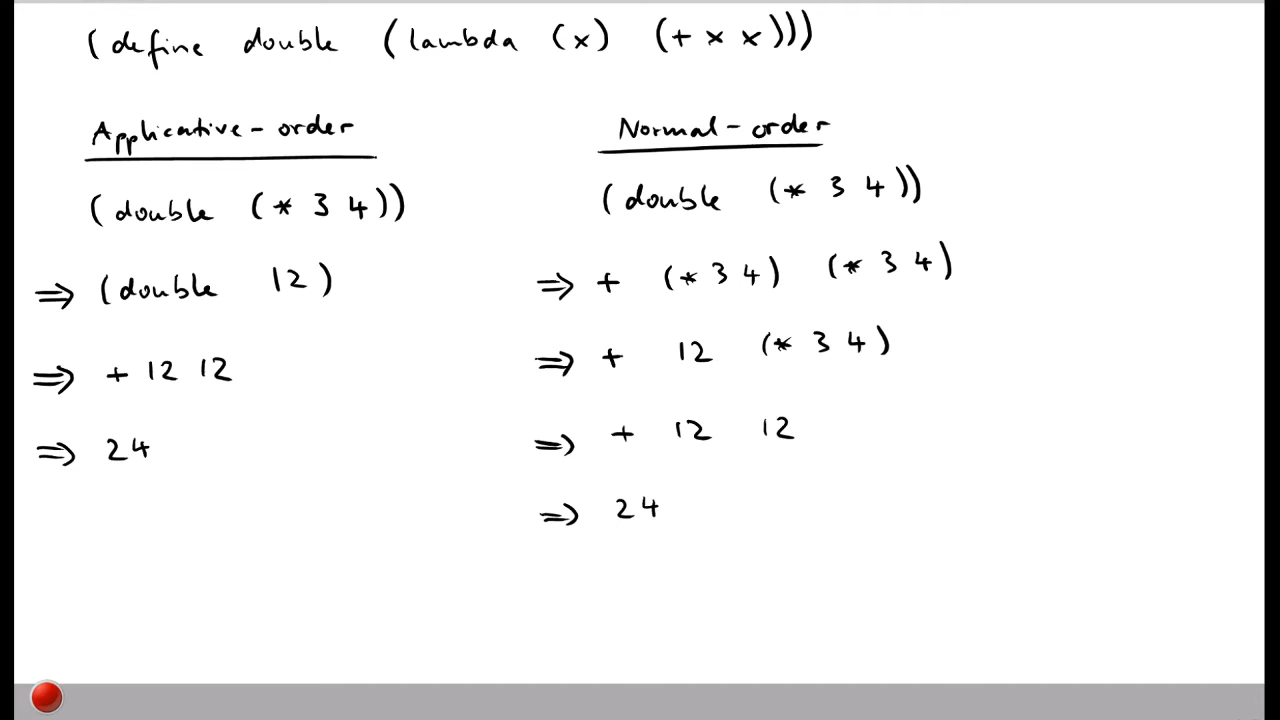 (define double (lambda (x) (+ x x)))
Applicative-order
(double (* 3 4))
⇒ (double 12)
⇒ + 12 12
⇒ 24
Normal-order
(double (* 3 4))
⇒ + (* 3 4) (* 3 4)
⇒ + 12 (* 3 4)
⇒ + 12 12
⇒ 24